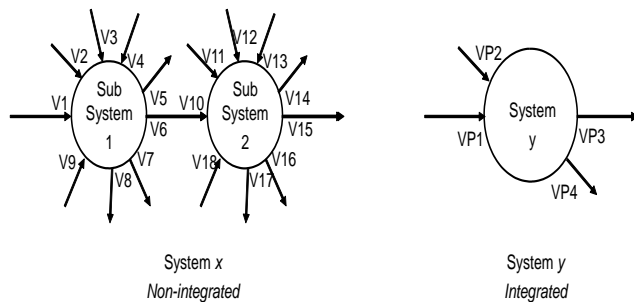 V3
V2
V4
Sub
System
1
V1
V5
V6
V9
V7
V8
V12
V11
V13
Sub
System
2
V10
V14
V15
V18
V16
V17
VP2
System
y
VP1
VP3
VP4
System x
Non-integrated
System y
Integrated